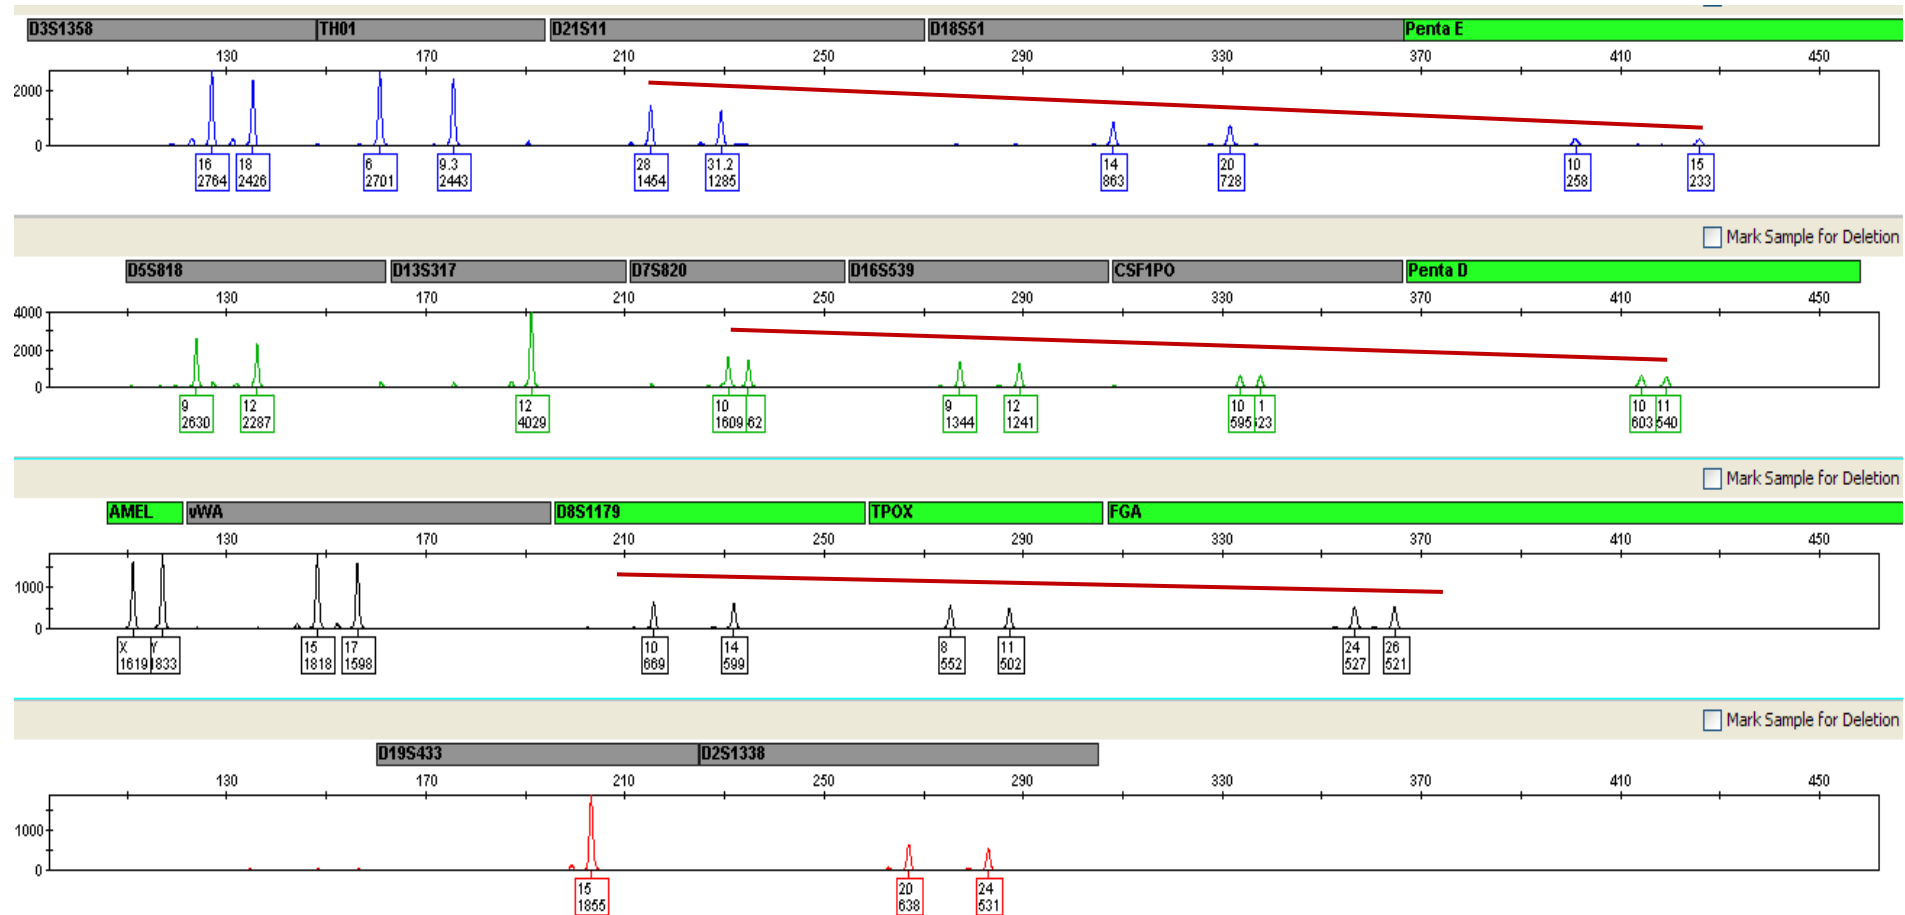 D3S1358 TH01 D21S11 D18S51 Penta E
130 170 210 250 290 330 370 410 450
2000
0
16 18 6 9.3 28 31.2 14 20 10 15
2764 2426 2701 2443 1454 1285 863 728 258 233
Mark Sample for Deletion
D5S818 D13S317 D7S820 D16S539 CSF1PO Penta D
130 170 210 250 290 330 370 410 450
4000
2000
0
9 12 12 10 9 12 10 1 10 11
2630 2287 4029 1609 62 1344 1241 595 23 603 540
Mark Sample for Deletion
AMEL vWA D8S1179 TPOX FGA
130 170 210 250 290 330 370 410 450
1000
0
X Y 15 17 10 14 8 11 24 26
1619 1833 1818 1598 669 599 552 502 527 521
Mark Sample for Deletion
D19S433 D2S1338
130 170 210 250 290 330 370 410 450
1000
0
15 20 24
1855 638 531